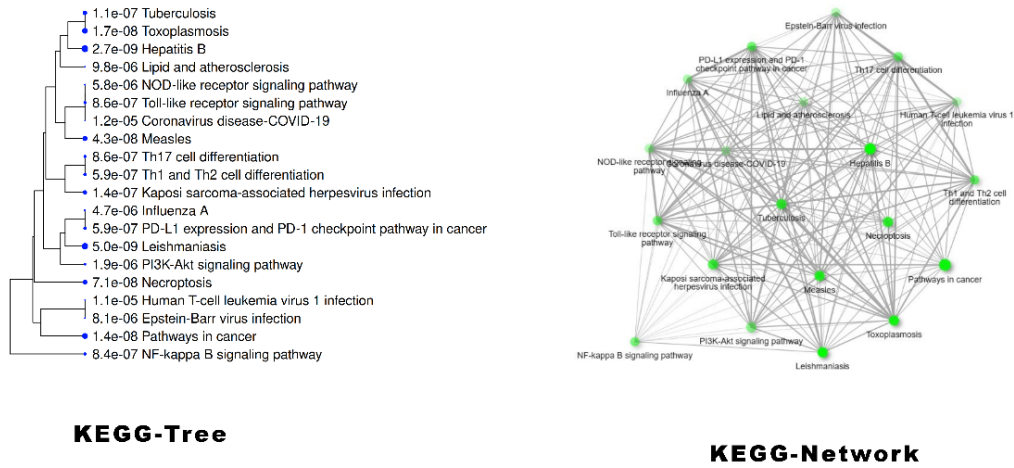 1.1e-07 Tuberculosis
1.7e-08 Toxoplasmosis
2.7e-09 Hepatitis B
9.8e-06 Lipid and atherosclerosis
5.8e-06 NOD-like receptor signaling pathway
8.6e-07 Toll-like receptor signaling pathway
1.2e-05 Coronavirus disease-COVID-19
4.3e-08 Measles
8.6e-07 Th17 cell differentiation
5.9e-07 Th1 and Th2 cell differentiation
1.4e-07 Kaposi sarcoma-associated herpesvirus infection
4.7e-06 Influenza A
5.9e-07 PD-L1 expression and PD-1 checkpoint pathway in cancer
5.0e-09 Leishmaniasis
1.9e-06 PI3K-Akt signaling pathway
7.1e-08 Necroptosis
1.1e-05 Human T-cell leukemia virus 1 infection
8.1e-06 Epstein-Barr virus infection
1.4e-08 Pathways in cancer
8.4e-07 NF-kappa B signaling pathway
KEGG-Tree
Epstein-Barr virus infection
PD-L1 expression and PD-1
checkpoint pathway in cancer
Th17 cell differentiation
Influenza A
Lipid and atherosclerosis
Human T-cell leukemia virus 1
infection
NOD-like receptor signaling
pathway
Coronavirus disease-COVID-19
Hepatitis B
Th1 and Th2 cell
differentiation
Tuberculosis
Toll-like receptor signaling
pathway
Necroptosis
Kaposi sarcoma-associated
herpesvirus infection
Measles
Pathways in cancer
Toxoplasmosis
PI3K-Akt signaling pathway
NF-kappa B signaling pathway
Leishmaniasis
KEGG-Network